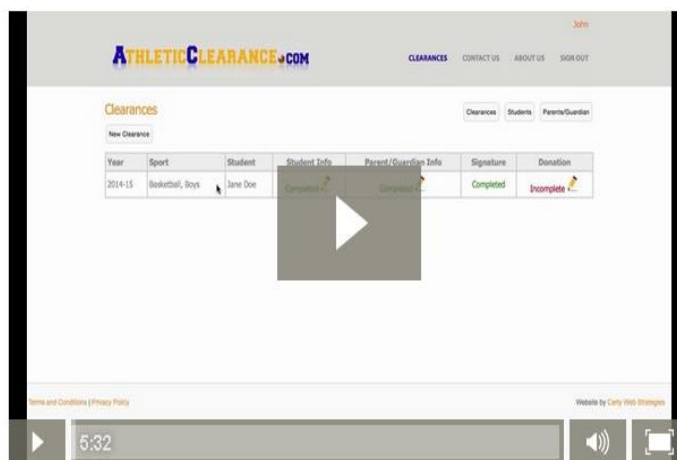 John
ATHLETICCLEARANCE.COM
CLEARANCES CONTACT US ABOUT US SIGN OUT
Clearances
Clearances Students Parents/Guardian
New Clearance
Year Sport Student Student Info Parent/Guardian Info Signature Donation
2014-15 Basketball, Boys Jane Doe Completed Completed Completed Incomplete
Terms and Conditions | Privacy Policy
Website by Carty Web Strategies
5:32